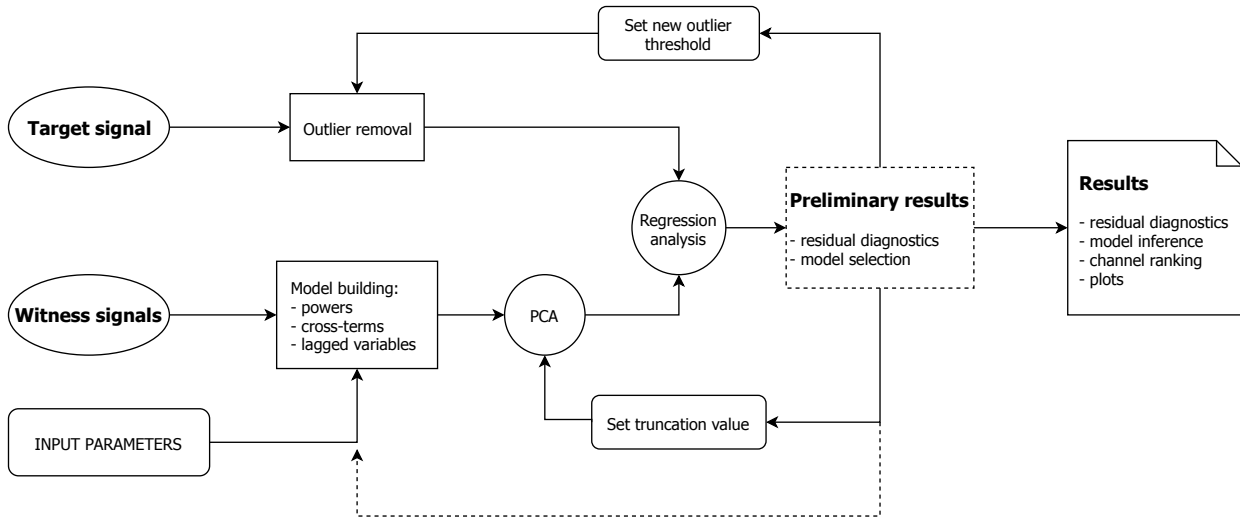 Set new outlier
threshold
Target signal
Outlier removal
Regression
analysis
Preliminary results
- residual diagnostics
- model selection
Results
- residual diagnostics
- model inference
- channel ranking
- plots
Witness signals
Model building:
- powers
- cross-terms
- lagged variables
PCA
INPUT PARAMETERS
Set truncation value